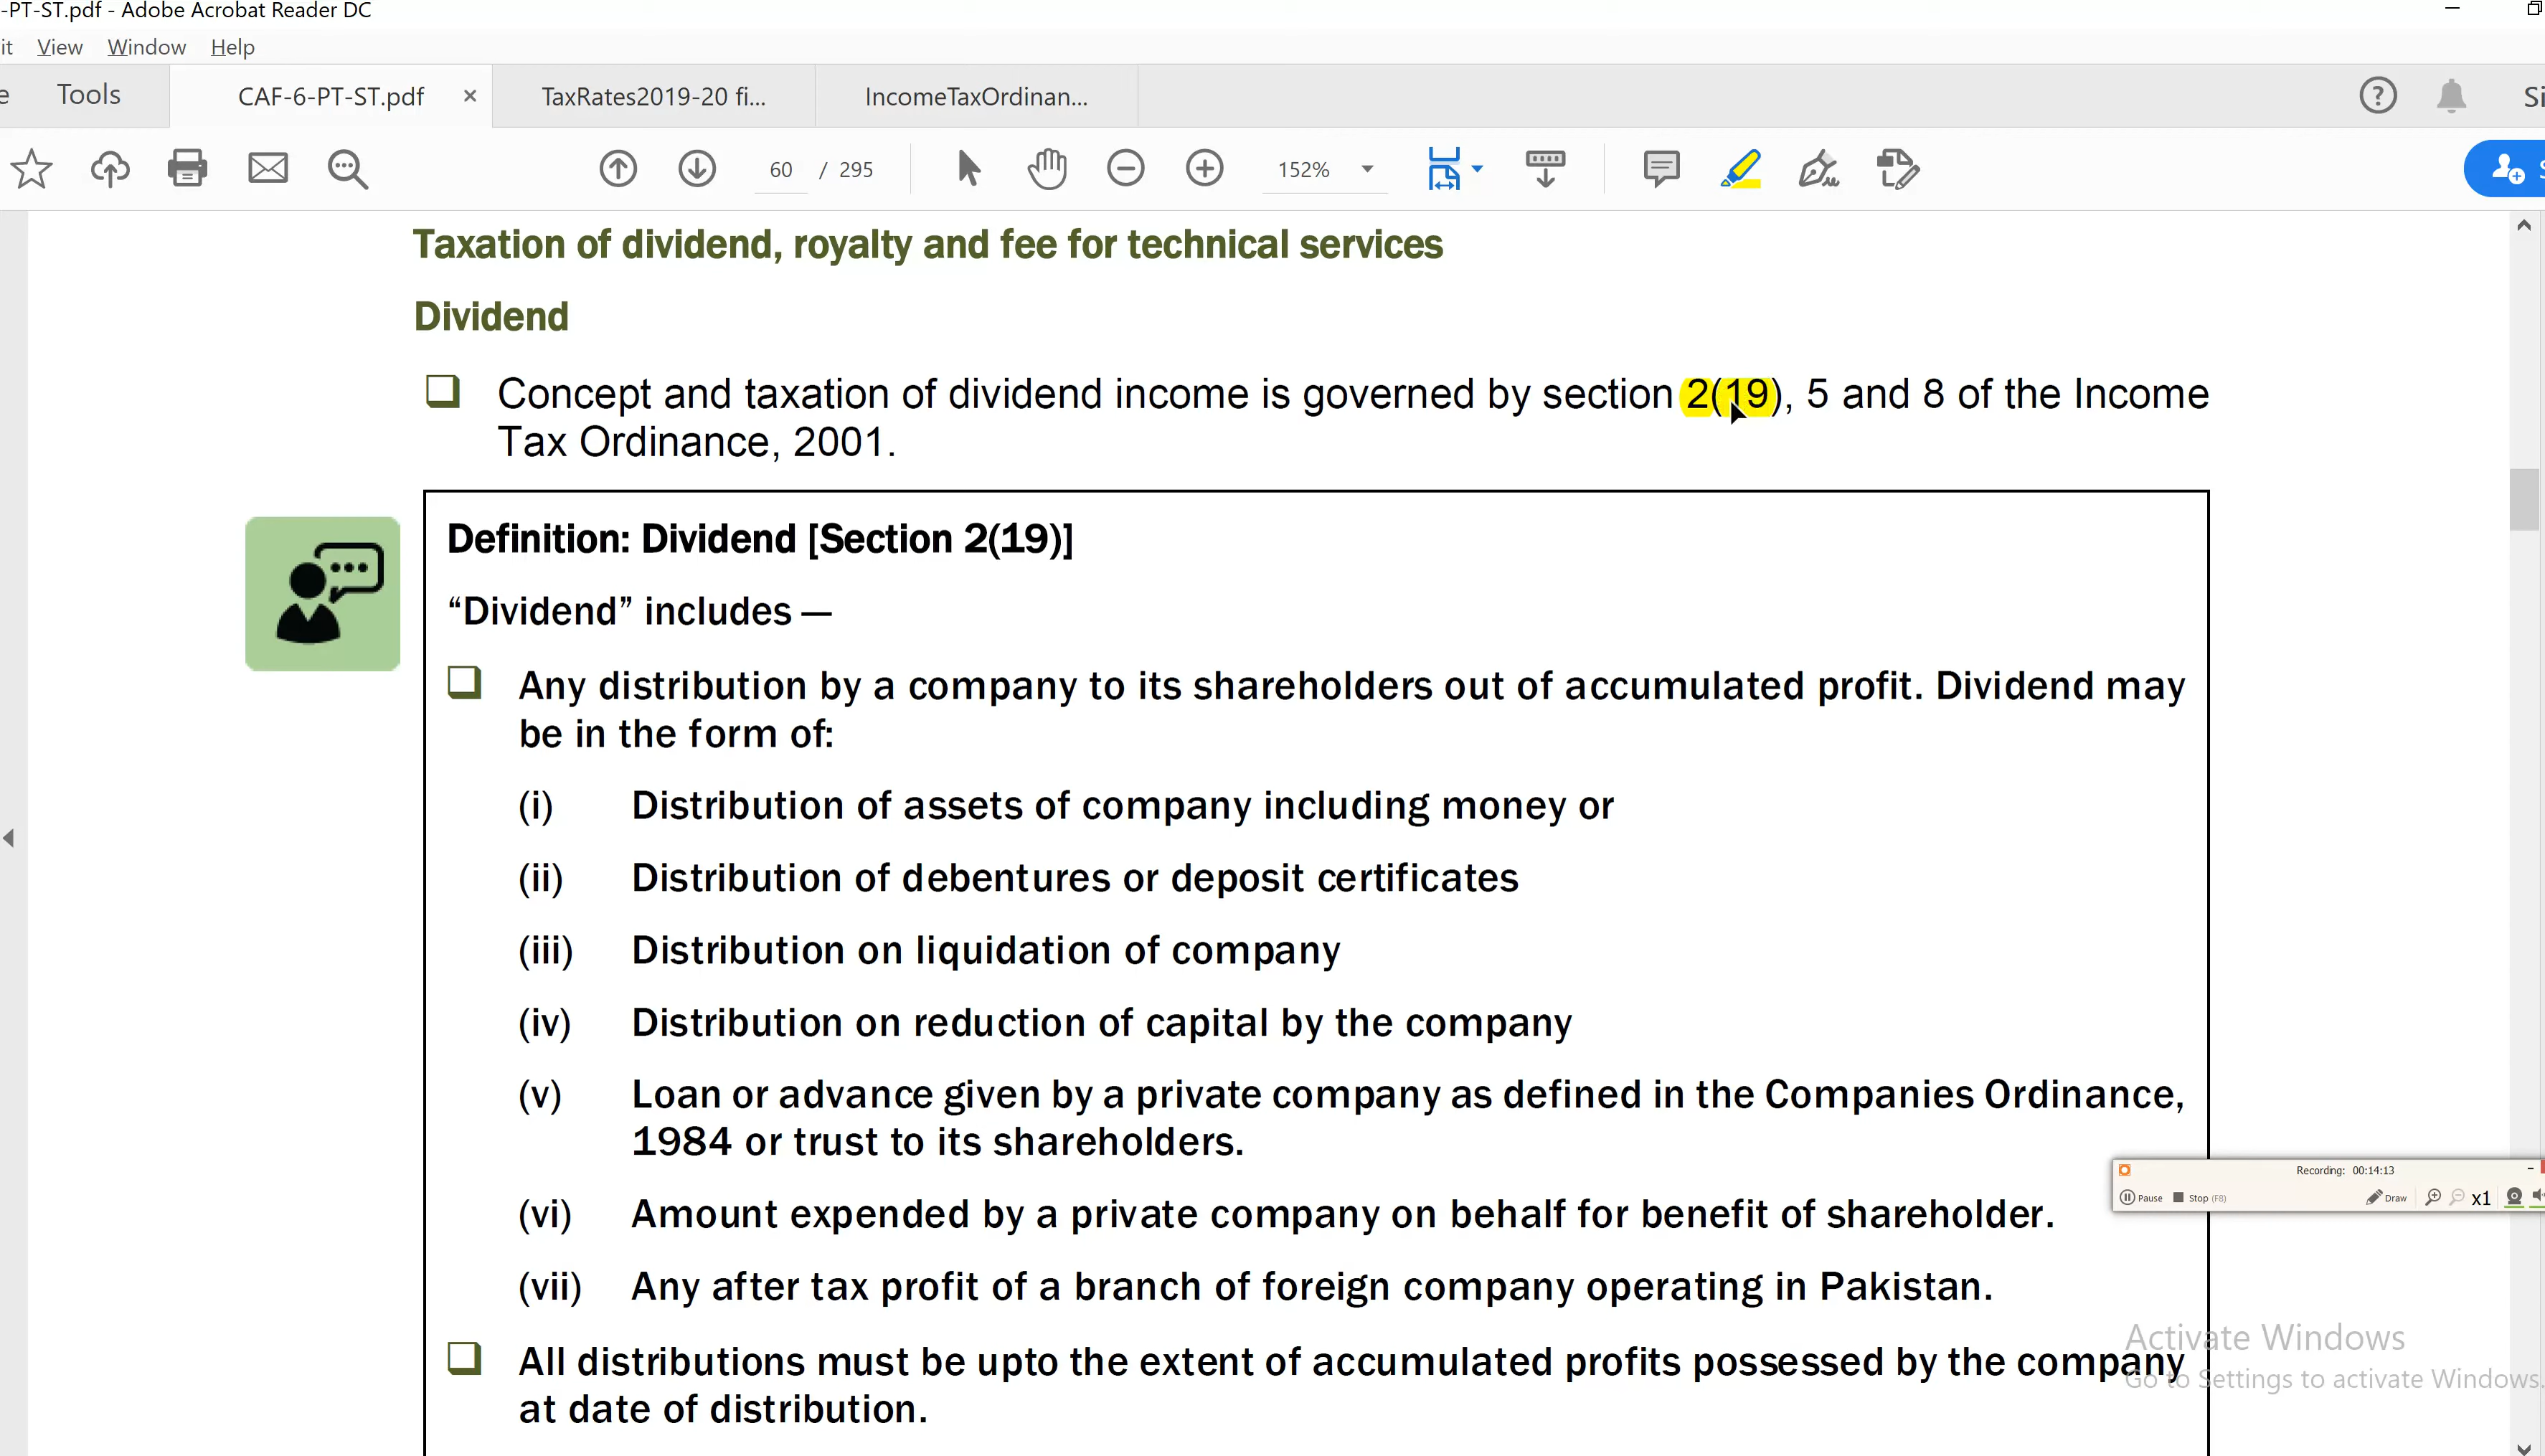 -PT-ST.pdf - Adobe Acrobat Reader DC
it View Window Help
e Tools CAF-6-PT-ST.pdf × TaxRates2019-20 fi... IncomeTaxOrdinan... ? Si
60 / 295 152% S
Taxation of dividend, royalty and fee for technical services
Dividend
❑ Concept and taxation of dividend income is governed by section 2(19), 5 and 8 of the Income
Tax Ordinance, 2001.
Definition: Dividend [Section 2(19)]
“Dividend” includes —
❑ Any distribution by a company to its shareholders out of accumulated profit. Dividend may
be in the form of:
(i) Distribution of assets of company including money or
(ii) Distribution of debentures or deposit certificates
(iii) Distribution on liquidation of company
(iv) Distribution on reduction of capital by the company
(v) Loan or advance given by a private company as defined in the Companies Ordinance,
1984 or trust to its shareholders.
Recording: 00:14:13
Pause Stop (F8) Draw x1
(vi) Amount expended by a private company on behalf for benefit of shareholder.
(vii) Any after tax profit of a branch of foreign company operating in Pakistan.
Activate Windows
❑ All distributions must be upto the extent of accumulated profits possessed by the company
Go to Settings to activate Windows.
at date of distribution.